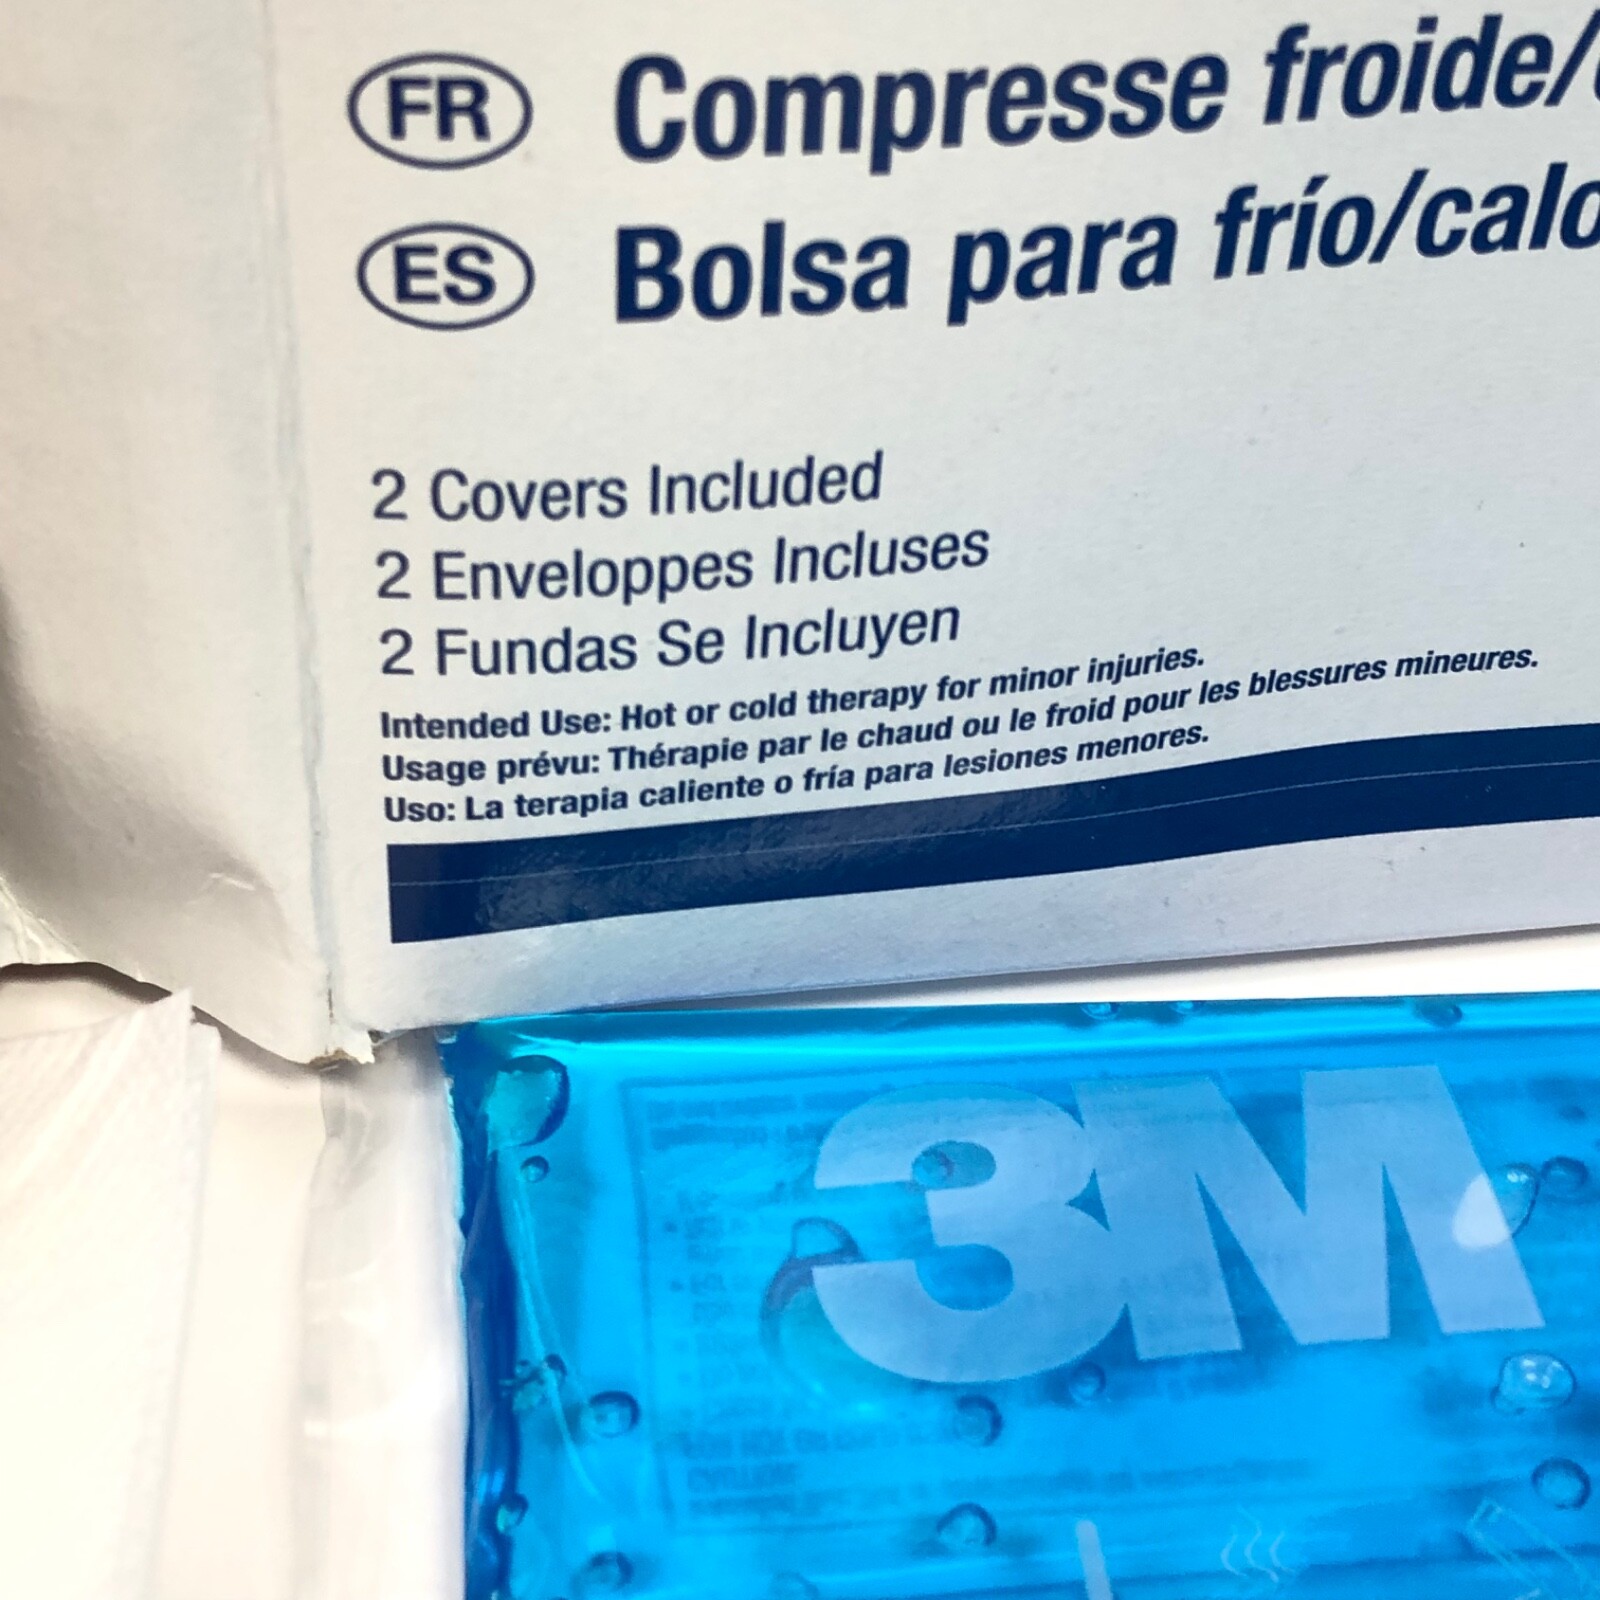 FR Compresse froide/
ES Bolsa para frío/calo
2 Covers Included
2 Enveloppes Incluses
2 Fundas Se Incluyen
Intended Use: Hot or cold therapy for minor injuries.
Usage prévu: Thérapie par le chaud ou le froid pour les blessures mineures.
Uso: La terapia caliente o fría para lesiones menores.
3M